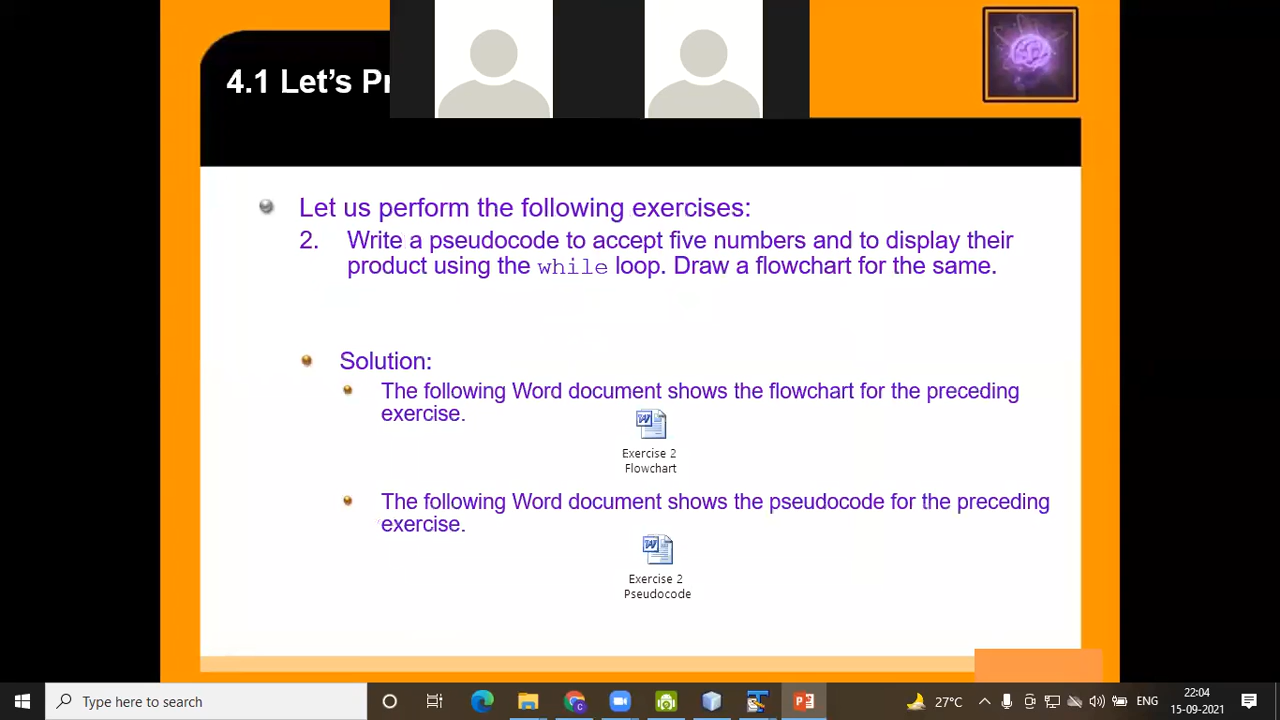 4.1 Let's Pr
Let us perform the following exercises:
2. Write a pseudocode to accept five numbers and to display their
product using the while loop. Draw a flowchart for the same.
Solution:
The following Word document shows the flowchart for the preceding
exercise.
Exercise 2
Flowchart
The following Word document shows the pseudocode for the preceding
exercise.
Exercise 2
Pseudocode
Type here to search
27°C
ENG
22:04
15-09-2021